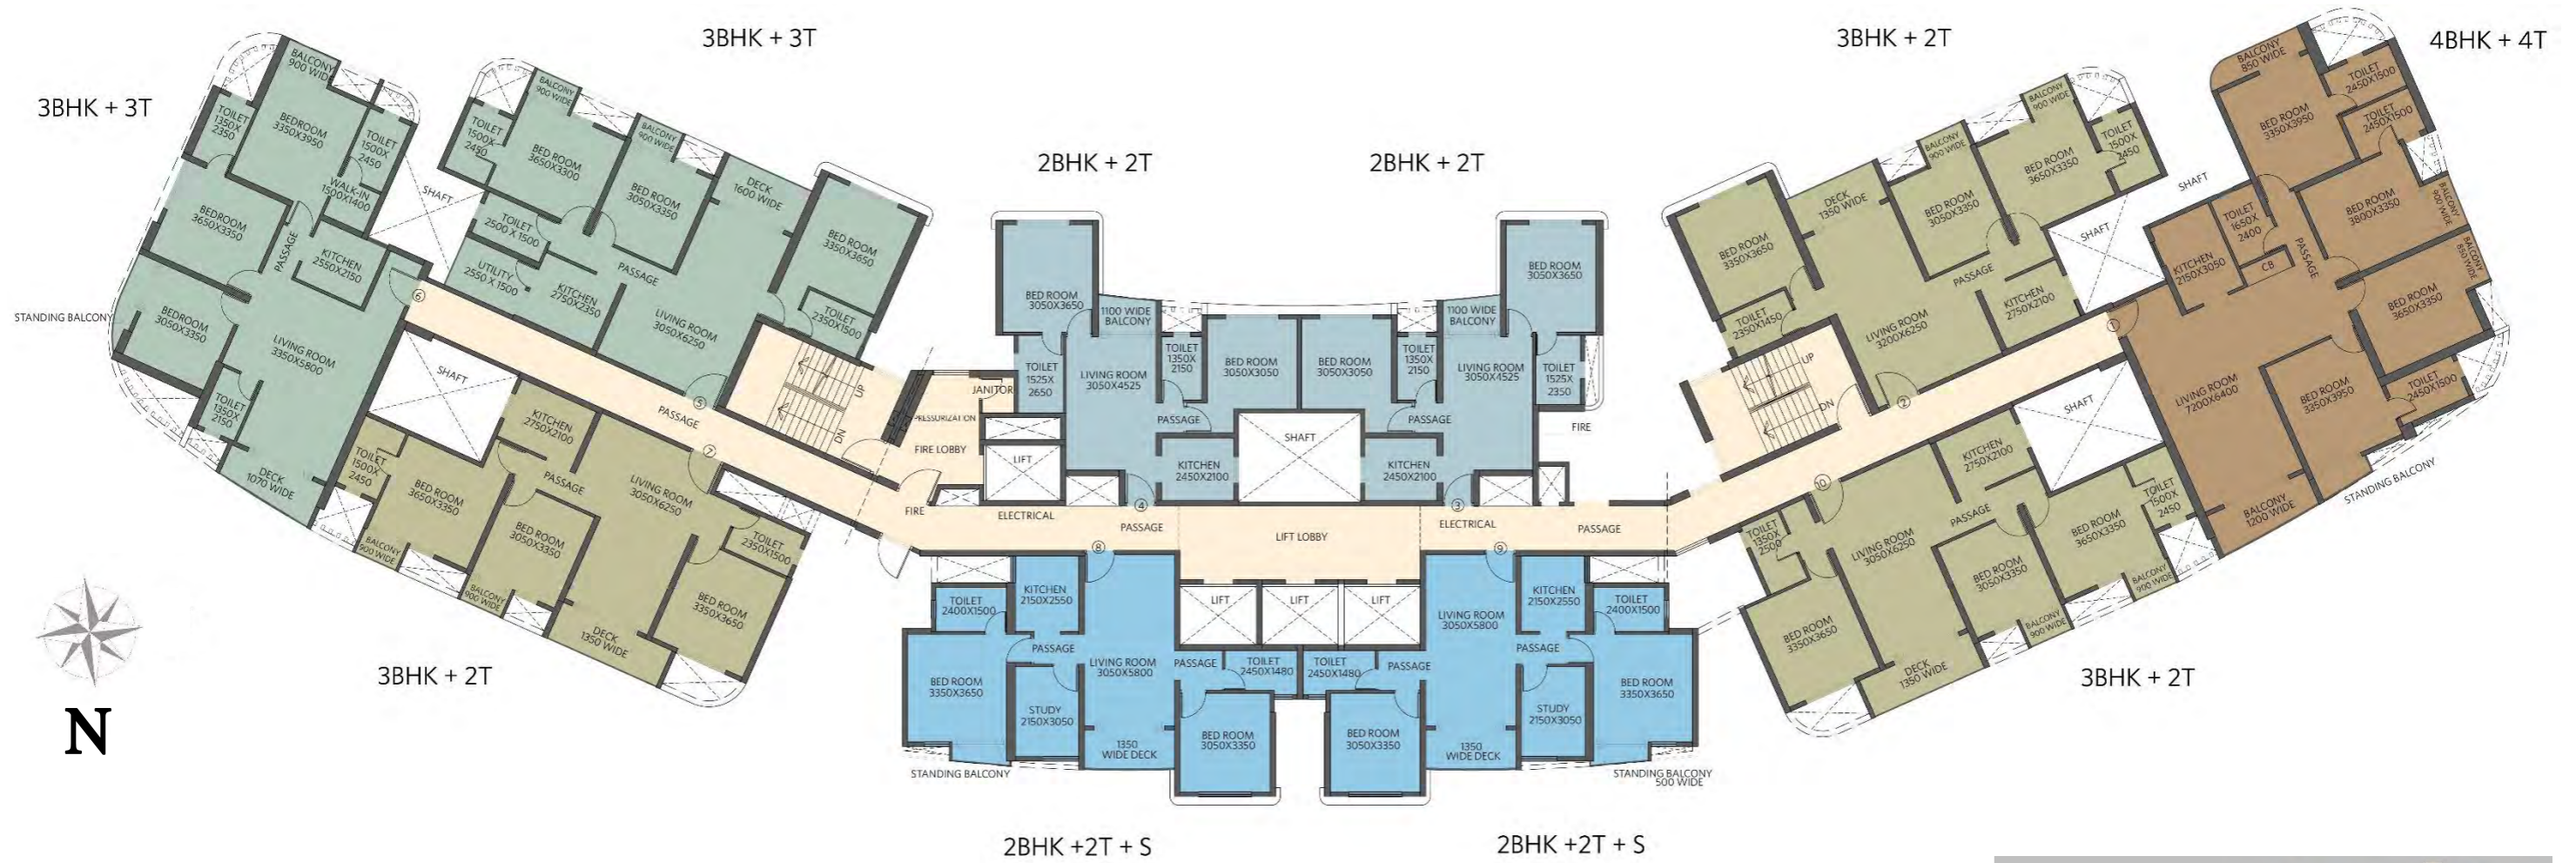 3BHK + 3T
3BHK + 3T
2BHK + 2T
2BHK + 2T
3BHK + 2T
4BHK + 4T
BALCONY
900 WIDE
TOILET
1350X
2350
BEDROOM
3350X3950
TOILET
1500X
2450
WALK-IN
1500X1400
BEDROOM
3650X3350
PASSAGE
KITCHEN
2550X2150
STANDING BALCONY
BEDROOM
3050X3350
LIVING ROOM
3350X5800
TOILET
1350X
2150
DECK
1070 WIDE
6
SHAFT
SHAFT
BALCONY
900 WIDE
TOILET
1500X
2450
BED ROOM
3650X3300
BALCONY
900 WIDE
BED ROOM
3050X3350
DECK
1600 WIDE
BED ROOM
3350X3650
TOILET
2500 X 1500
UTILITY
2550 X 1500
PASSAGE
KITCHEN
2750X2350
LIVING ROOM
3050X6250
TOILET
2350X1500
5
PASSAGE
7
UP
DN
KITCHEN
2750X2100
TOILET
1500X
2450
BED ROOM
3650X3350
PASSAGE
LIVING ROOM
3050X6250
BED ROOM
3050X3350
BALCONY
900 WIDE
BALCONY
900 WIDE
TOILET
2350X1500
BED ROOM
3350X3650
DECK
1350 WIDE
3BHK + 2T
N
JANITOR
PRESSURIZATION
FIRE LOBBY
LIFT
FIRE
ELECTRICAL
BED ROOM
3050X3650
1100 WIDE
BALCONY
TOILET
1525X
2650
LIVING ROOM
3050X4525
TOILET
1350X
2150
BED ROOM
3050X3050
PASSAGE
KITCHEN
2450X2100
SHAFT
4
PASSAGE
BED ROOM
3050X3050
TOILET
1350X
2150
1100 WIDE
BALCONY
BED ROOM
3050X3650
LIVING ROOM
3050X4525
TOILET
1525X
2350
PASSAGE
KITCHEN
2450X2100
FIRE
3
ELECTRICAL
PASSAGE
LIFT LOBBY
8
9
LIFT
LIFT
LIFT
TOILET
2400X1500
KITCHEN
2150X2550
PASSAGE
BED ROOM
3350X3650
STUDY
2150X3050
LIVING ROOM
3050X5800
PASSAGE
TOILET
2450X1480
BED ROOM
3050X3350
1350
WIDE DECK
STANDING BALCONY
2BHK +2T + S
TOILET
2450X1480
PASSAGE
BED ROOM
3050X3350
LIVING ROOM
3050X5800
1350
WIDE DECK
KITCHEN
2150X2550
PASSAGE
STUDY
2150X3050
TOILET
2400X1500
BED ROOM
3350X3650
STANDING BALCONY
500 WIDE
2BHK +2T + S
BED ROOM
3350X3650
DECK
1350 WIDE
BALCONY
900 WIDE
BED ROOM
3050X3350
BALCONY
900 WIDE
BED ROOM
3650X3350
TOILET
1500X
2450
TOILET
2350X1450
LIVING ROOM
3200X6250
PASSAGE
KITCHEN
2750X2100
2
UP
DN
SHAFT
SHAFT
1
BALCONY
850 WIDE
BED ROOM
3350X3950
TOILET
2450X1500
TOILET
2450X1500
BED ROOM
3800X3350
BALCONY
900 WIDE
KITCHEN
2150X3050
TOILET
1650X
2400
CB
PASSAGE
BALCONY
850 WIDE
BED ROOM
3650X3350
LIVING ROOM
7200X6400
BED ROOM
3350X3950
TOILET
2450X1500
BALCONY
1200 WIDE
STANDING BALCONY
SHAFT
10
TOILET
1350X
2500
LIVING ROOM
3050X6250
KITCHEN
2750X2100
PASSAGE
BED ROOM
3050X3350
BED ROOM
3650X3350
TOILET
1500X
2450
BALCONY
900 WIDE
BALCONY
900 WIDE
BED ROOM
3350X3650
DECK
1350 WIDE
3BHK + 2T